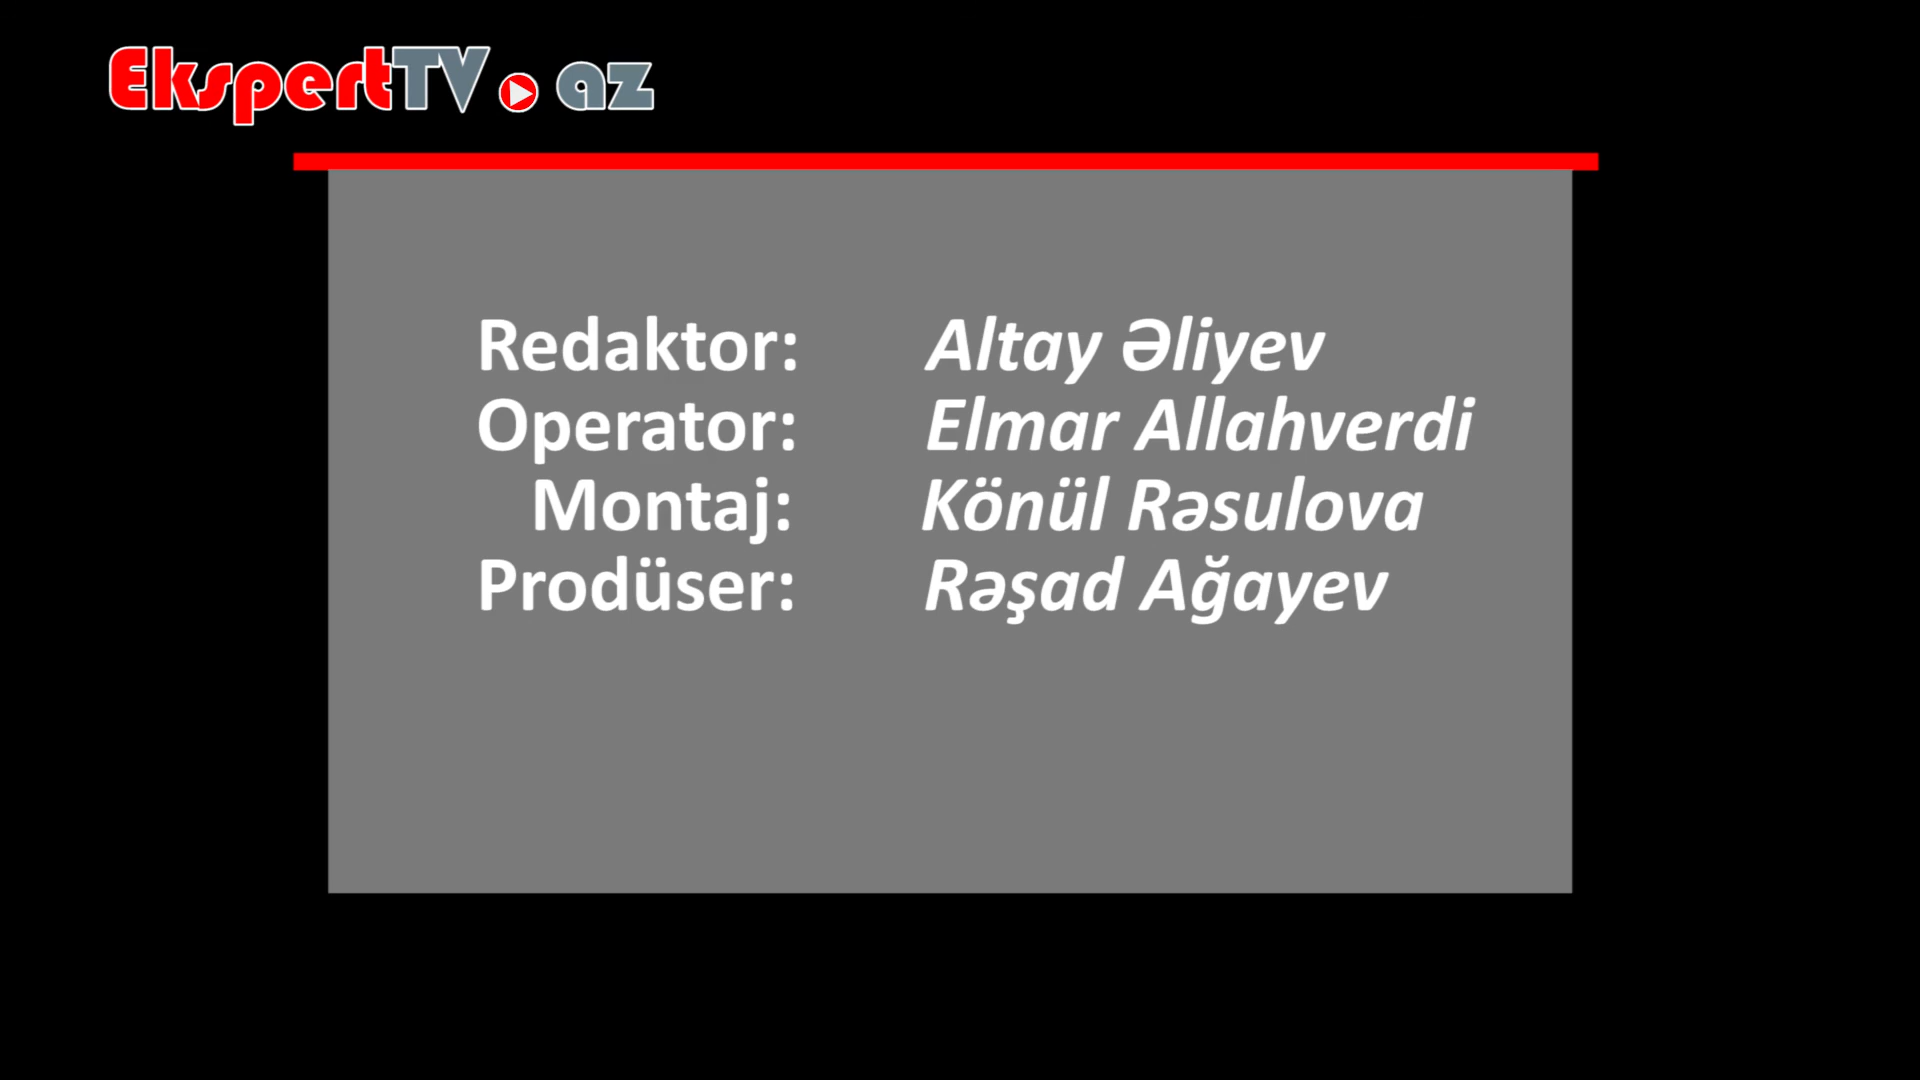 EkspertTV.az
Redaktor: Altay Əliyev
Operator: Elmar Allahverdi
Montaj: Könül Rəsulova
Prodüser: Rəşad Ağayev